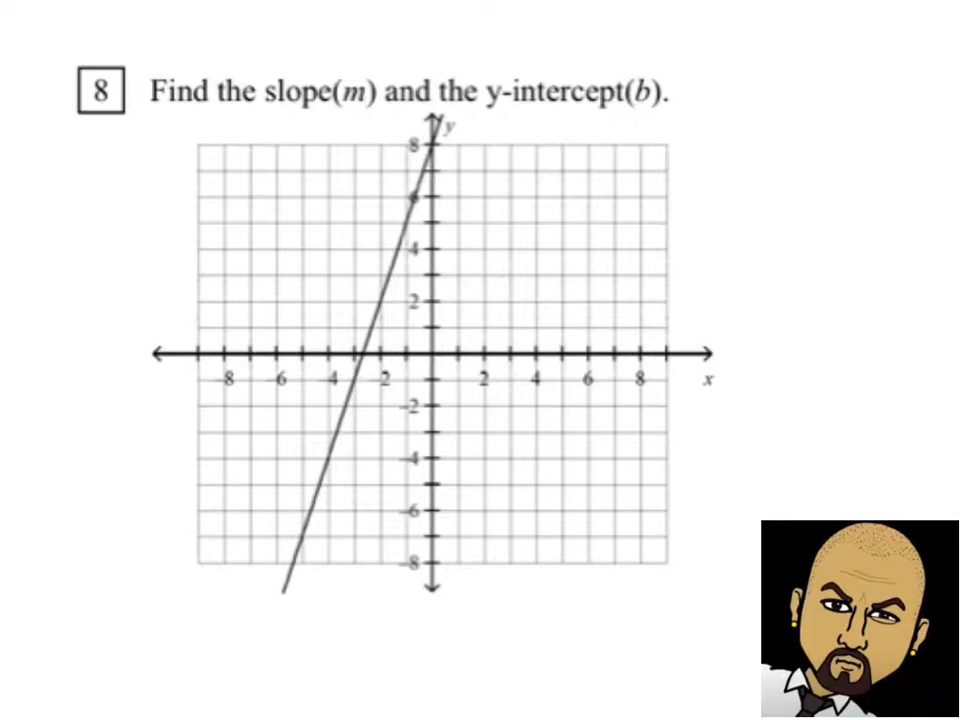 8 Find the slope(m) and the y-intercept(b).
y
8
6
4
2
-8 -6 -4 -2 2 4 6 8 x
-2
-4
-6
-8